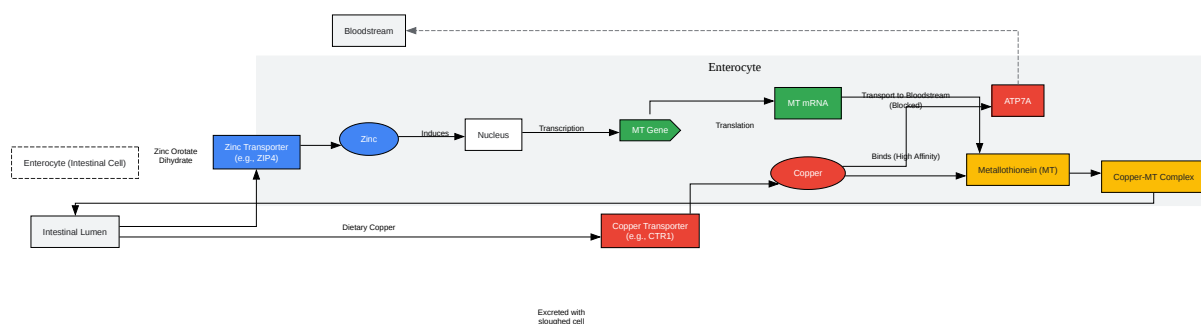 Bloodstream
Enterocyte
Transport to Bloodstream
(Blocked)
MT mRNA
ATP7A
Zinc Transporter
(e.g., ZIP4)
Zinc
Induces
Nucleus
Transcription
MT Gene
Translation
Enterocyte (Intestinal Cell)
Zinc Orotate
Dihydrate
Binds (High Affinity)
Copper
Metallothionein (MT)
Copper-MT Complex
Intestinal Lumen
Dietary Copper
Copper Transporter
(e.g., CTR1)
Excreted with
sloughed cell